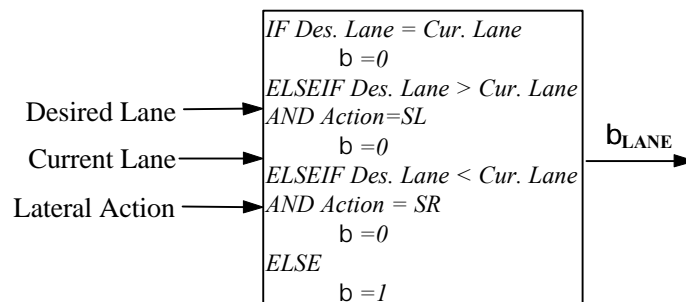 Desired Lane
Current Lane
Lateral Action
IF Des. Lane = Cur. Lane
b =0
ELSEIF Des. Lane > Cur. Lane
AND Action=SL
b =0
ELSEIF Des. Lane < Cur. Lane
AND Action = SR
b =0
ELSE
b =1
bLANE